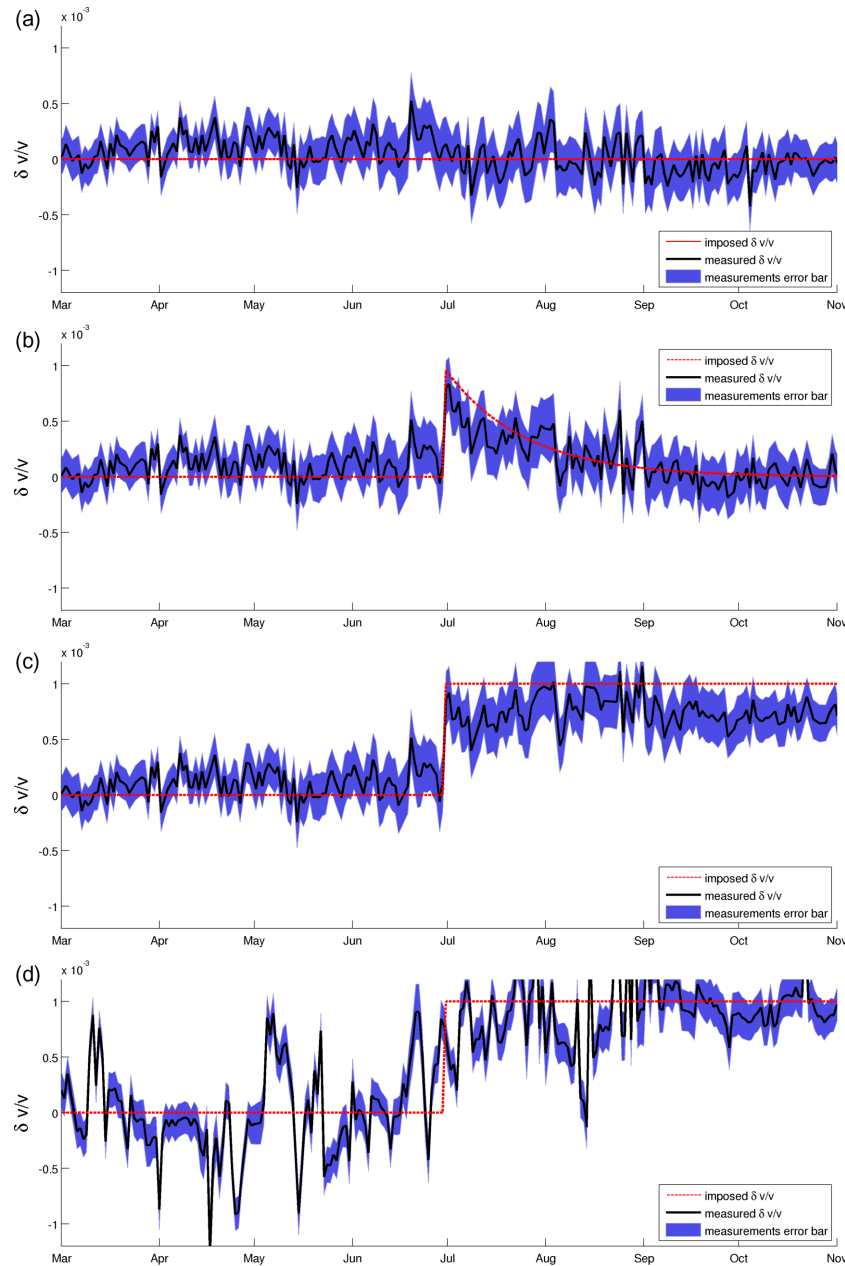 (a)
x 10⁻³
1
0.5
0
-0.5
-1
δ v/v
imposed δ v/v
measured δ v/v
measurements error bar
Mar Apr May Jun Jul Aug Sep Oct Nov
(b)
x 10⁻³
1
0.5
0
-0.5
-1
δ v/v
imposed δ v/v
measured δ v/v
measurements error bar
Mar Apr May Jun Jul Aug Sep Oct Nov
(c)
x 10⁻³
1
0.5
0
-0.5
-1
δ v/v
imposed δ v/v
measured δ v/v
measurements error bar
Mar Apr May Jun Jul Aug Sep Oct Nov
(d)
x 10⁻³
1
0.5
0
-0.5
-1
δ v/v
imposed δ v/v
measured δ v/v
measurements error bar
Mar Apr May Jun Jul Aug Sep Oct Nov